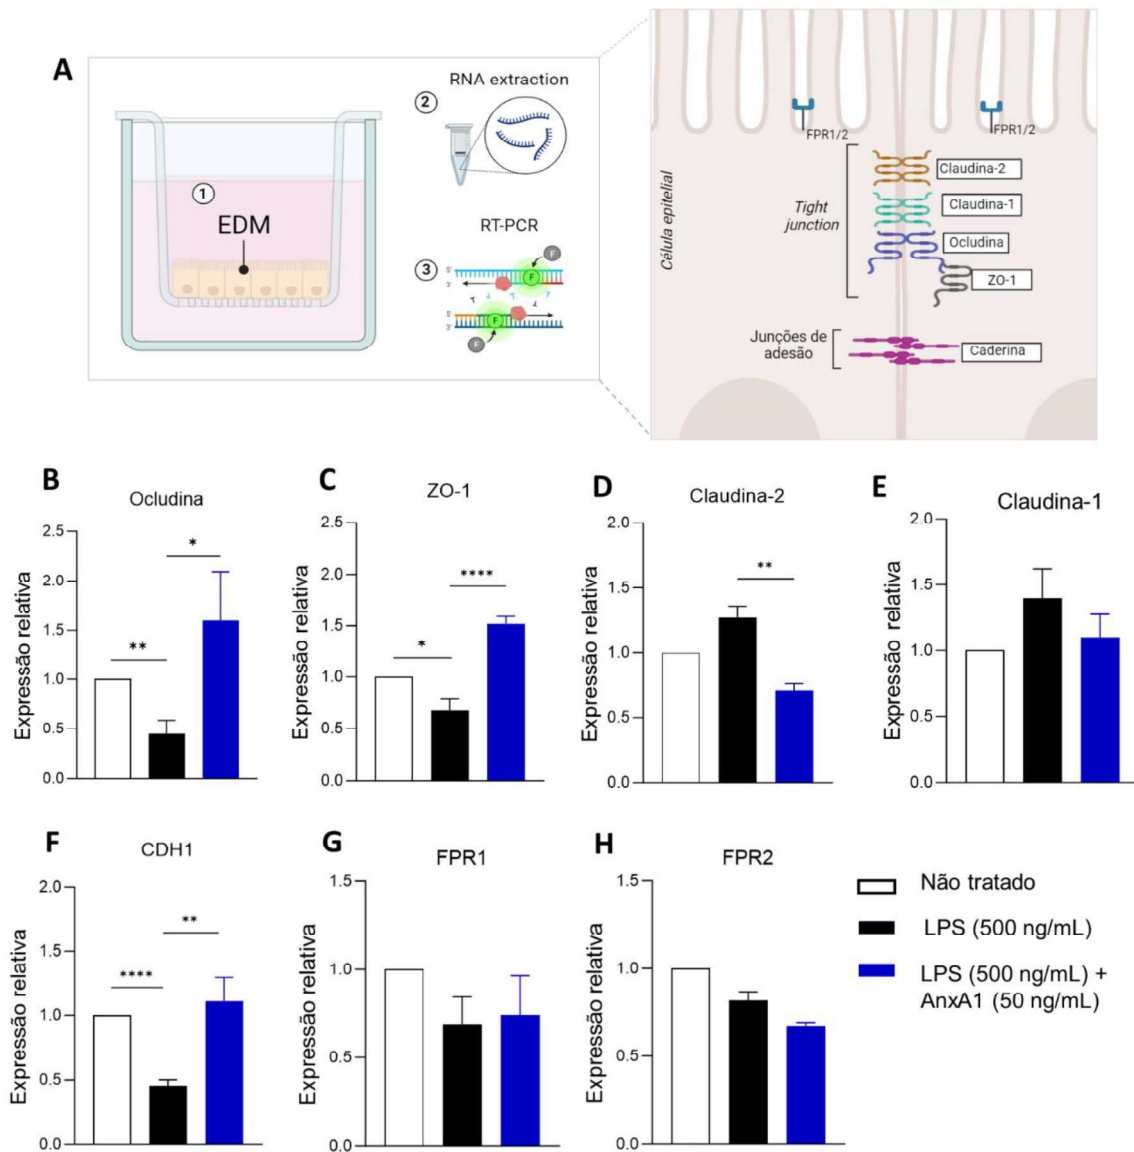 A
RNA extraction
2
1
EDM
RT-PCR
3
F
F
5'
3'
5'
3'
F
F
FPR1/2
FPR1/2
Célula epitelial
Tight
junction
Claudina-2
Claudina-1
Ocludina
ZO-1
Junções de
adesão
Caderina
B
Ocludina
Expressão relativa
2.5
2.0
1.5
1.0
0.5
0.0
**
*
C
ZO-1
Expressão relativa
2.5
2.0
1.5
1.0
0.5
0.0
*
****
D
Claudina-2
Expressão relativa
2.0
1.5
1.0
0.5
0.0
**
E
Claudina-1
Expressão relativa
2.0
1.5
1.0
0.5
0.0
F
CDH1
Expressão relativa
2.0
1.5
1.0
0.5
0.0
****
**
G
FPR1
Expressão relativa
1.5
1.0
0.5
0.0
H
FPR2
Expressão relativa
1.5
1.0
0.5
0.0
Não tratado
LPS (500 ng/mL)
LPS (500 ng/mL) +
AnxA1 (50 ng/mL)